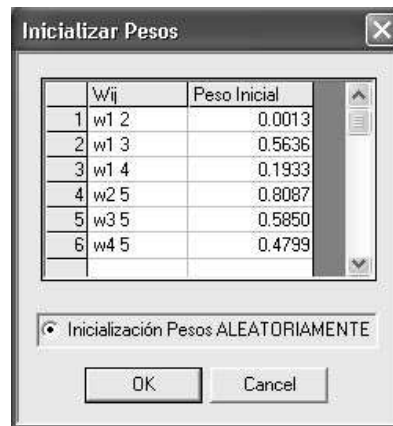 Inicializar Pesos
Wij Peso Inicial
1 w1 2 0.0013
2 w1 3 0.5636
3 w1 4 0.1933
4 w2 5 0.8087
5 w3 5 0.5850
6 w4 5 0.4799
Inicialización Pesos ALEATORIAMENTE
OK Cancel